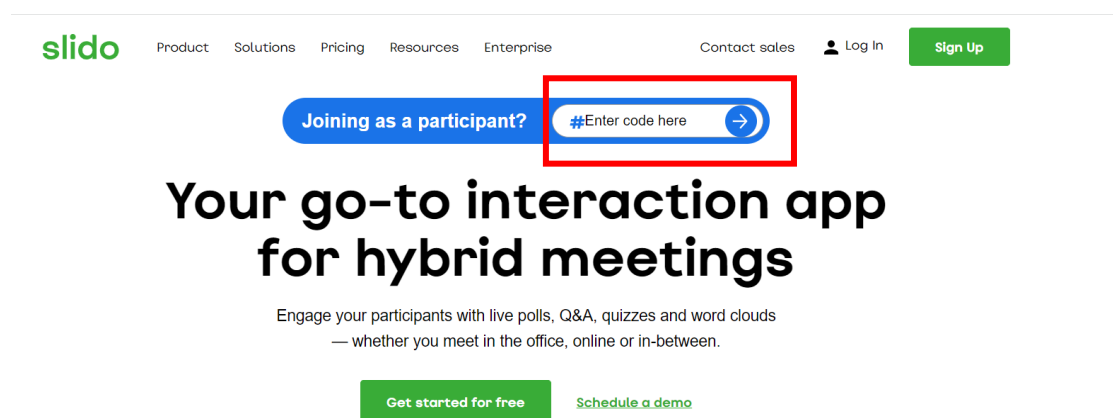 slido Product Solutions Pricing Resources Enterprise Contact sales Log In Sign Up
Joining as a participant? #Enter code here
Your go-to interaction app
for hybrid meetings
Engage your participants with live polls, Q&A, quizzes and word clouds
— whether you meet in the office, online or in-between.
Get started for free Schedule a demo